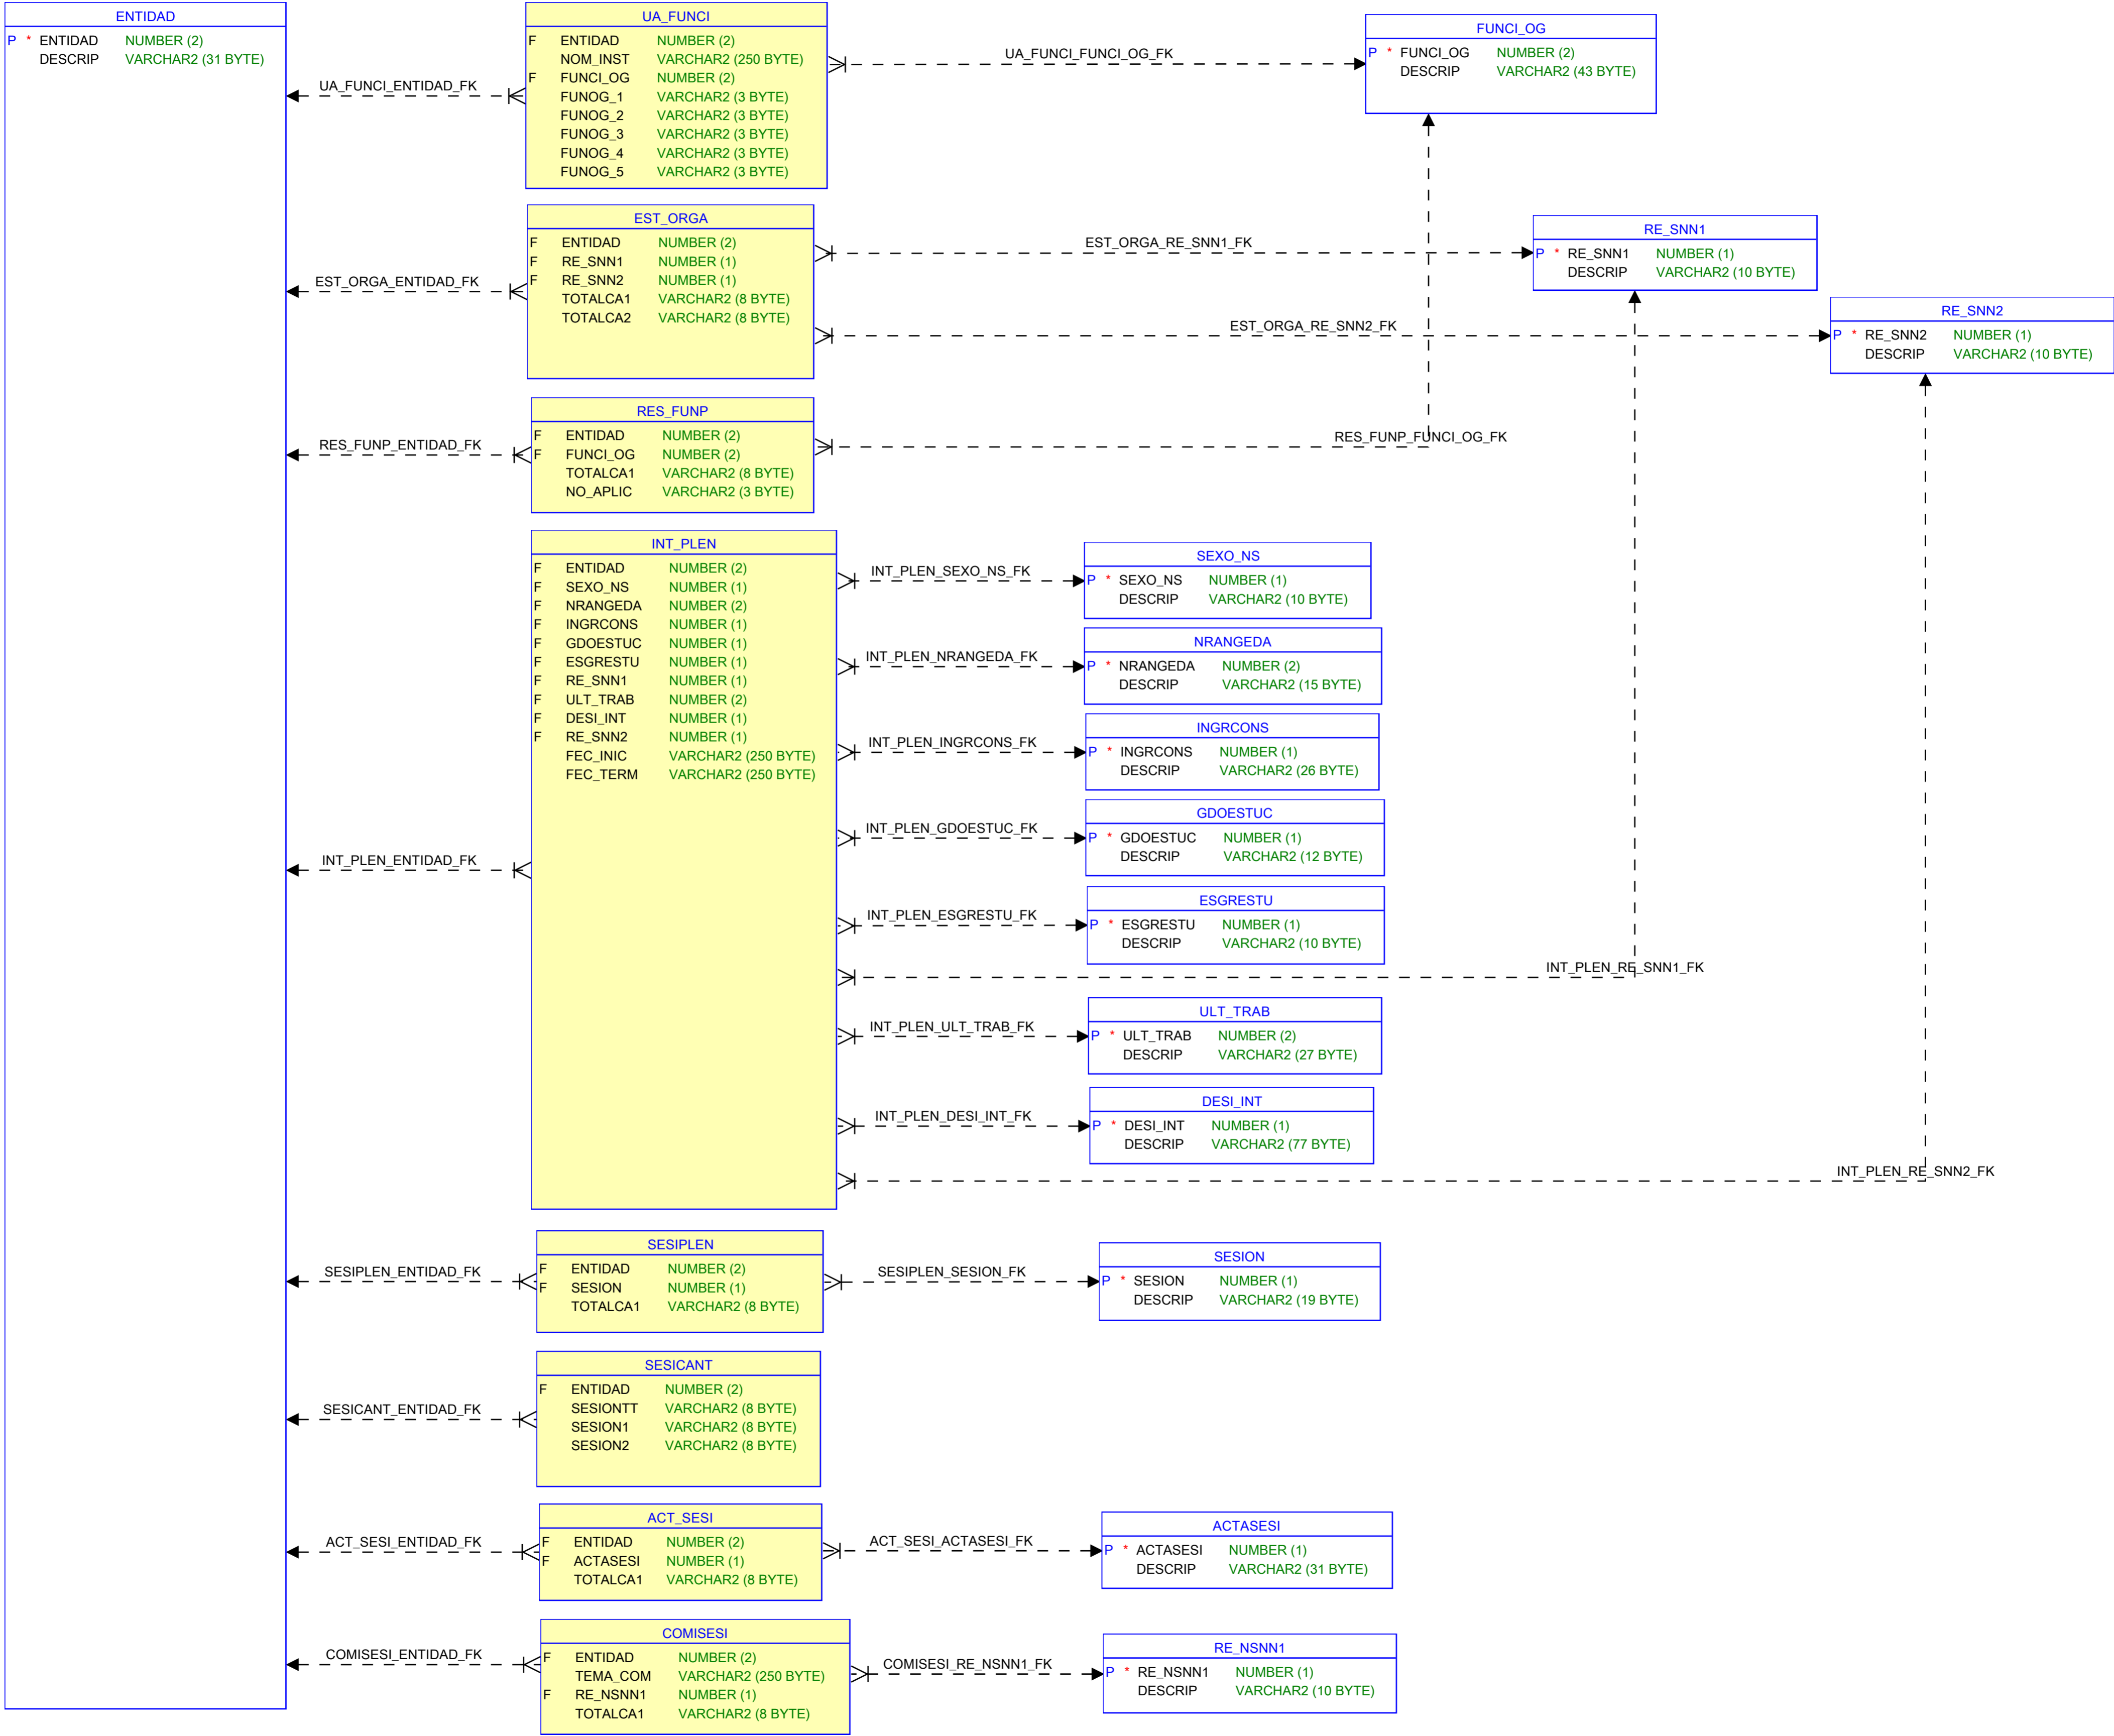 ENTIDAD
P * ENTIDAD NUMBER (2)
DESCRIP VARCHAR2 (31 BYTE)
UA_FUNCI_ENTIDAD_FK
UA_FUNCI
F ENTIDAD NUMBER (2)
NOM_INST VARCHAR2 (250 BYTE)
F FUNCI_OG NUMBER (2)
FUNOG_1 VARCHAR2 (3 BYTE)
FUNOG_2 VARCHAR2 (3 BYTE)
FUNOG_3 VARCHAR2 (3 BYTE)
FUNOG_4 VARCHAR2 (3 BYTE)
FUNOG_5 VARCHAR2 (3 BYTE)
UA_FUNCI_FUNCI_OG_FK
FUNCI_OG
P * FUNCI_OG NUMBER (2)
DESCRIP VARCHAR2 (43 BYTE)
EST_ORGA_ENTIDAD_FK
EST_ORGA
F ENTIDAD NUMBER (2)
F RE_SNN1 NUMBER (1)
F RE_SNN2 NUMBER (1)
TOTALCA1 VARCHAR2 (8 BYTE)
TOTALCA2 VARCHAR2 (8 BYTE)
EST_ORGA_RE_SNN1_FK
RE_SNN1
P * RE_SNN1 NUMBER (1)
DESCRIP VARCHAR2 (10 BYTE)
EST_ORGA_RE_SNN2_FK
RE_SNN2
P * RE_SNN2 NUMBER (1)
DESCRIP VARCHAR2 (10 BYTE)
RES_FUNP_ENTIDAD_FK
RES_FUNP
F ENTIDAD NUMBER (2)
F FUNCI_OG NUMBER (2)
TOTALCA1 VARCHAR2 (8 BYTE)
NO_APLIC VARCHAR2 (3 BYTE)
RES_FUNP_FUNCI_OG_FK
INT_PLEN_ENTIDAD_FK
INT_PLEN
F ENTIDAD NUMBER (2)
F SEXO_NS NUMBER (1)
F NRANGEDA NUMBER (2)
F INGRCONS NUMBER (1)
F GDOESTUC NUMBER (1)
F ESGRESTU NUMBER (1)
F RE_SNN1 NUMBER (1)
F ULT_TRAB NUMBER (2)
F DESI_INT NUMBER (1)
F RE_SNN2 NUMBER (1)
FEC_INIC VARCHAR2 (250 BYTE)
FEC_TERM VARCHAR2 (250 BYTE)
INT_PLEN_SEXO_NS_FK
SEXO_NS
P * SEXO_NS NUMBER (1)
DESCRIP VARCHAR2 (10 BYTE)
INT_PLEN_NRANGEDA_FK
NRANGEDA
P * NRANGEDA NUMBER (2)
DESCRIP VARCHAR2 (15 BYTE)
INT_PLEN_INGRCONS_FK
INGRCONS
P * INGRCONS NUMBER (1)
DESCRIP VARCHAR2 (26 BYTE)
INT_PLEN_GDOESTUC_FK
GDOESTUC
P * GDOESTUC NUMBER (1)
DESCRIP VARCHAR2 (12 BYTE)
INT_PLEN_ESGRESTU_FK
ESGRESTU
P * ESGRESTU NUMBER (1)
DESCRIP VARCHAR2 (10 BYTE)
INT_PLEN_RE_SNN1_FK
INT_PLEN_ULT_TRAB_FK
ULT_TRAB
P * ULT_TRAB NUMBER (2)
DESCRIP VARCHAR2 (27 BYTE)
INT_PLEN_DESI_INT_FK
DESI_INT
P * DESI_INT NUMBER (1)
DESCRIP VARCHAR2 (77 BYTE)
INT_PLEN_RE_SNN2_FK
SESIPLEN_ENTIDAD_FK
SESIPLEN
F ENTIDAD NUMBER (2)
F SESION NUMBER (1)
TOTALCA1 VARCHAR2 (8 BYTE)
SESIPLEN_SESION_FK
SESION
P * SESION NUMBER (1)
DESCRIP VARCHAR2 (19 BYTE)
SESICANT_ENTIDAD_FK
SESICANT
F ENTIDAD NUMBER (2)
SESIONTT VARCHAR2 (8 BYTE)
SESION1 VARCHAR2 (8 BYTE)
SESION2 VARCHAR2 (8 BYTE)
ACT_SESI_ENTIDAD_FK
ACT_SESI
F ENTIDAD NUMBER (2)
F ACTASESI NUMBER (1)
TOTALCA1 VARCHAR2 (8 BYTE)
ACT_SESI_ACTASESI_FK
ACTASESI
P * ACTASESI NUMBER (1)
DESCRIP VARCHAR2 (31 BYTE)
COMISESI_ENTIDAD_FK
COMISESI
F ENTIDAD NUMBER (2)
TEMA_COM VARCHAR2 (250 BYTE)
F RE_NSNN1 NUMBER (1)
TOTALCA1 VARCHAR2 (8 BYTE)
COMISESI_RE_NSNN1_FK
RE_NSNN1
P * RE_NSNN1 NUMBER (1)
DESCRIP VARCHAR2 (10 BYTE)